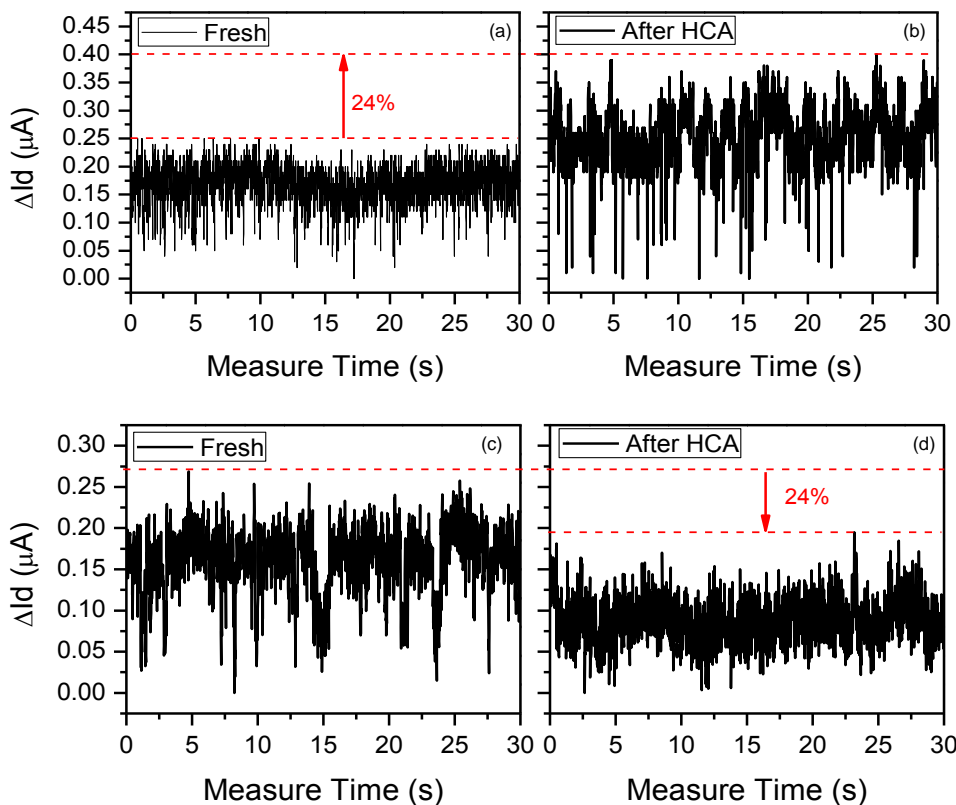 Fresh
(a)
After HCA
(b)
0.45
0.40
0.35
0.30
0.25
0.20
0.15
0.10
0.05
0.00
24%
ΔId (μA)
0 5 10 15 20 25 30
0 5 10 15 20 25 30
Measure Time (s)
Measure Time (s)
Fresh
(c)
After HCA
(d)
0.30
0.25
0.20
0.15
0.10
0.05
0.00
24%
ΔId (μA)
0 5 10 15 20 25 30
0 5 10 15 20 25 30
Measure Time (s)
Measure Time (s)